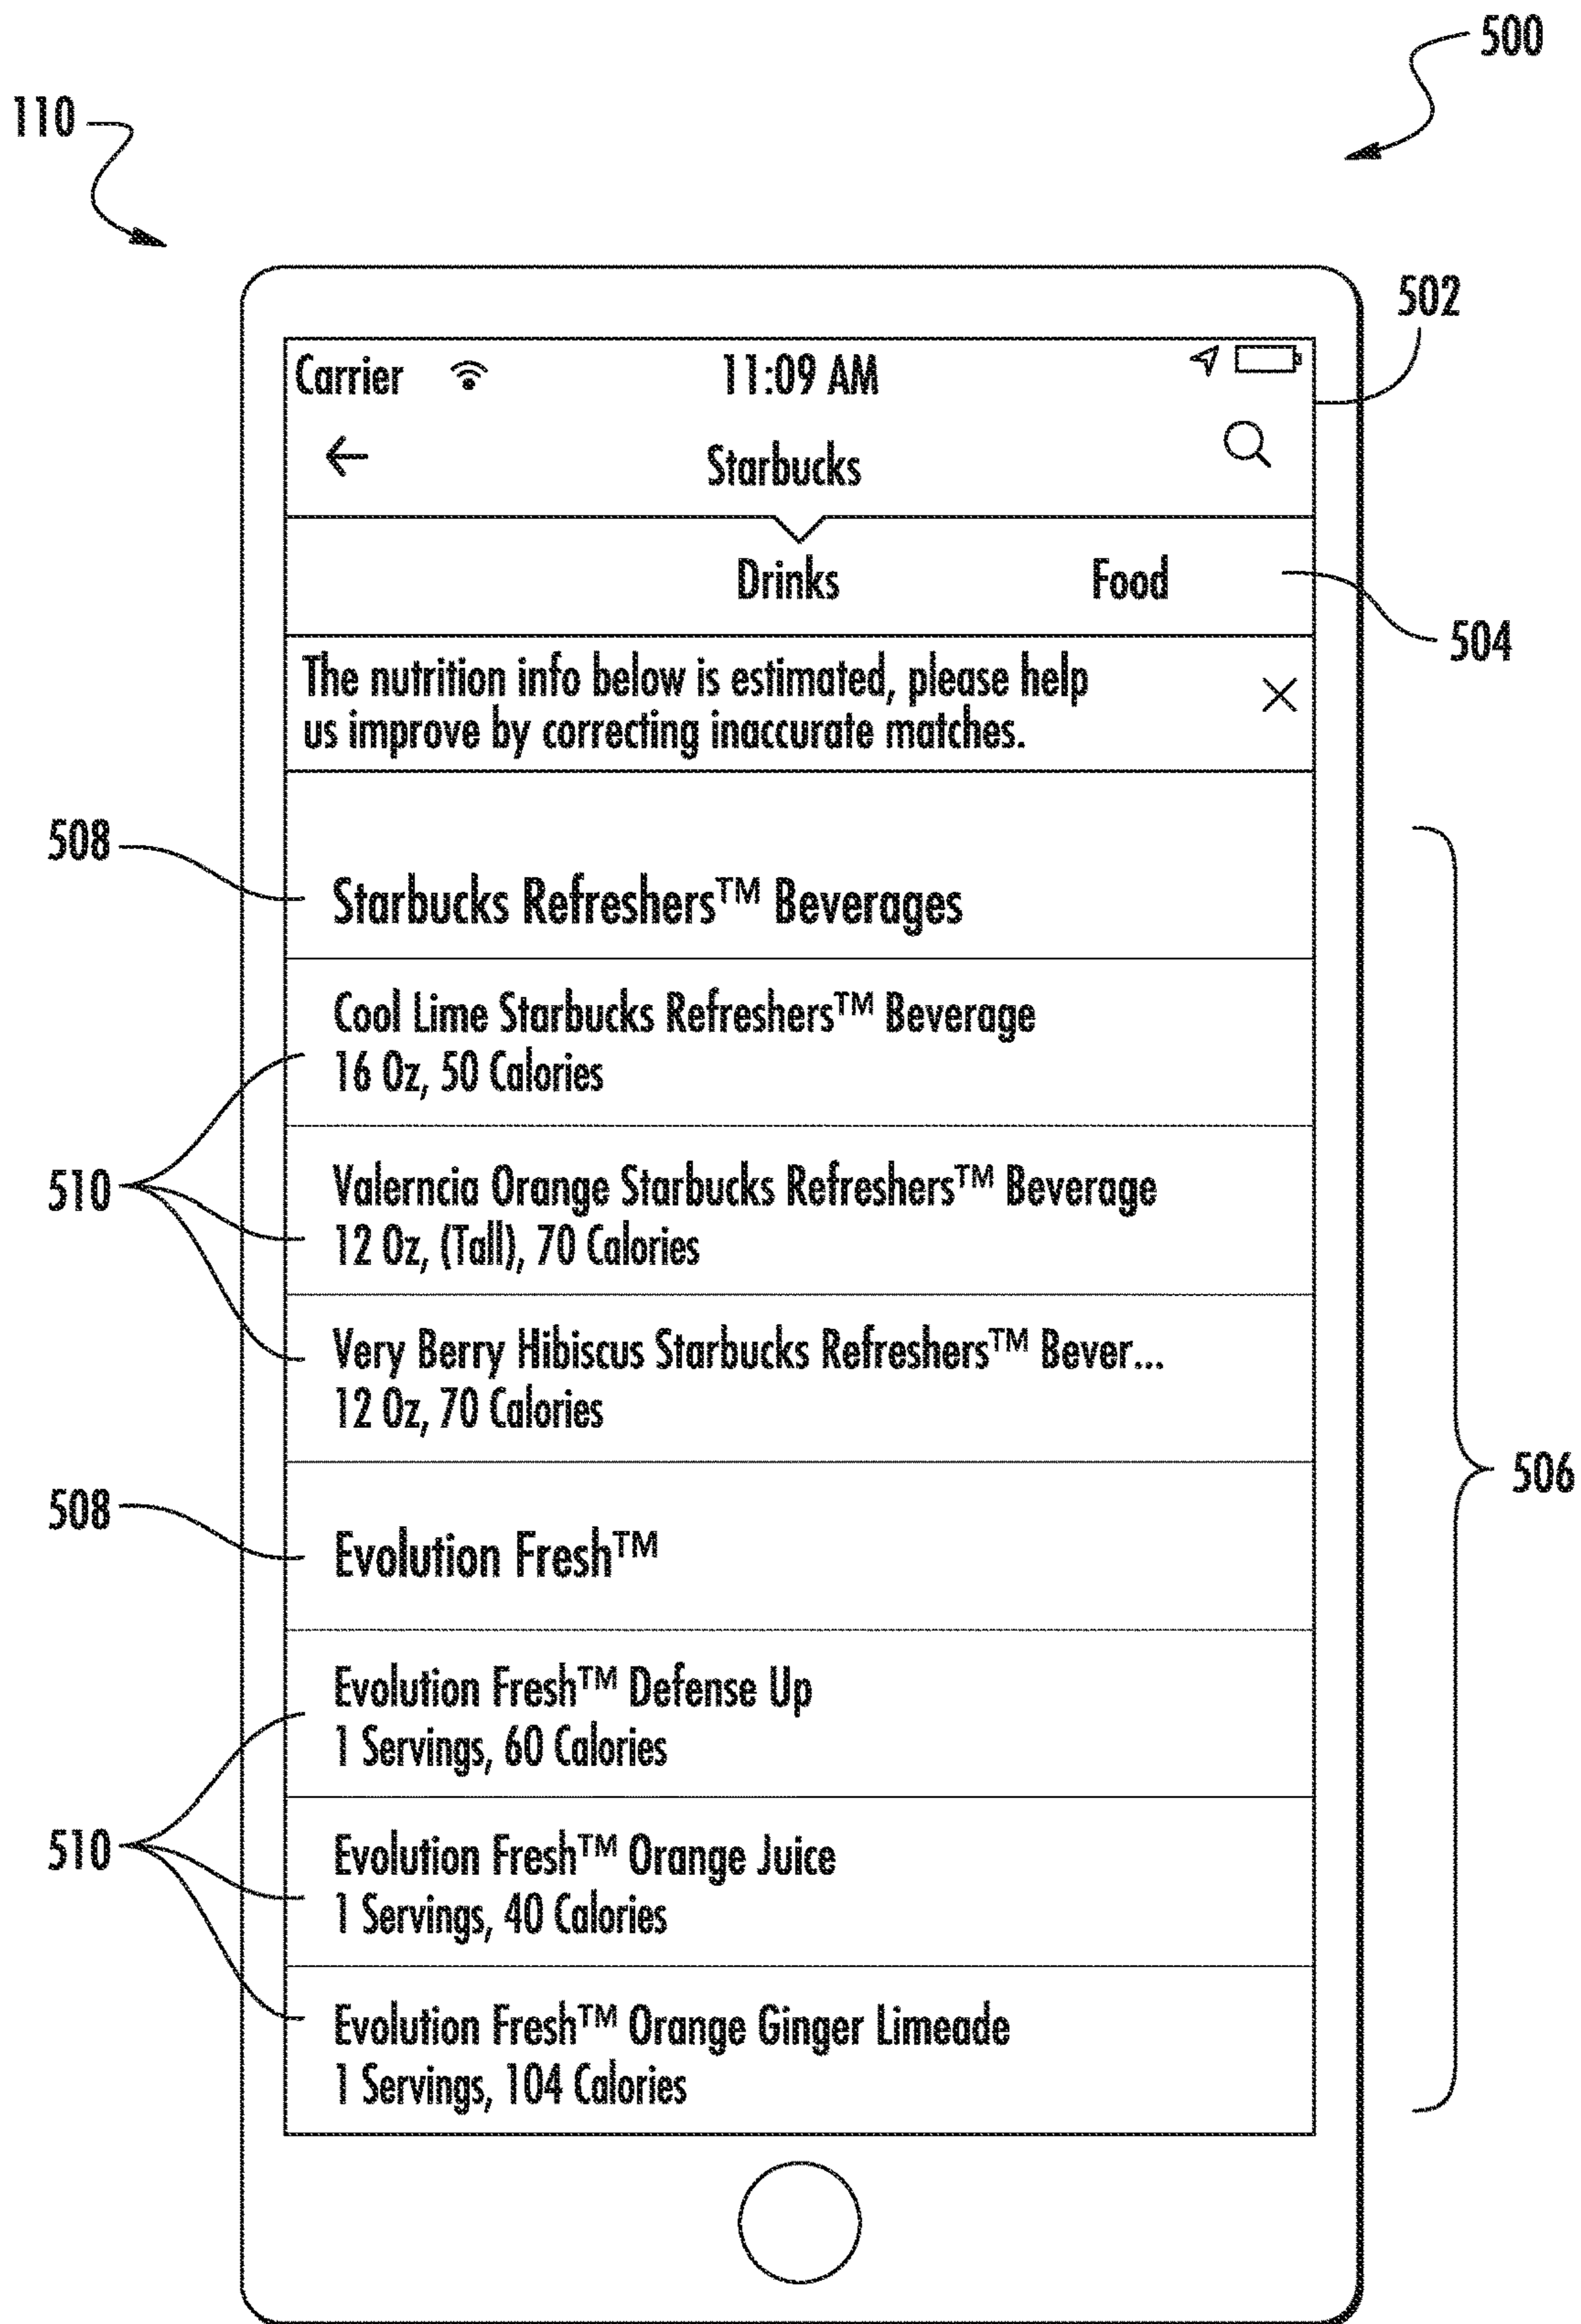 500
110
502
Carrier 11:09 AM
Starbucks
Drinks Food
504
The nutrition info below is estimated, please help
us improve by correcting inaccurate matches.
508
Starbucks Refreshers™ Beverages
Cool Lime Starbucks Refreshers™ Beverage
16 Oz, 50 Calories
510
Valerncia Orange Starbucks Refreshers™ Beverage
12 Oz, (Tall), 70 Calories
Very Berry Hibiscus Starbucks Refreshers™ Bever...
12 Oz, 70 Calories
506
508
Evolution Fresh™
Evolution Fresh™ Defense Up
1 Servings, 60 Calories
510
Evolution Fresh™ Orange Juice
1 Servings, 40 Calories
Evolution Fresh™ Orange Ginger Limeade
1 Servings, 104 Calories